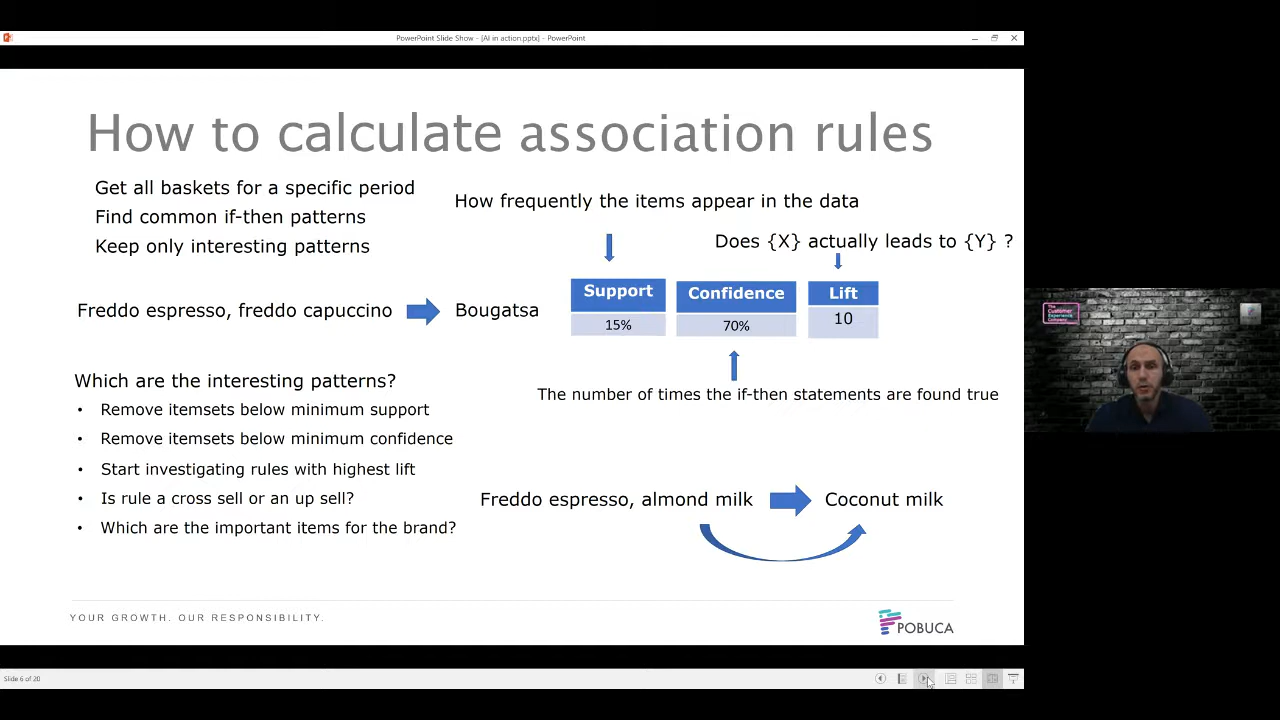 PowerPoint Slide Show - [AI in action.pptx] - PowerPoint
How to calculate association rules
Get all baskets for a specific period
Find common if-then patterns
Keep only interesting patterns
How frequently the items appear in the data
Does {X} actually leads to {Y} ?
Support
Confidence
Lift
15%
70%
10
Freddo espresso, freddo capuccino
Bougatsa
The number of times the if-then statements are found true
Which are the interesting patterns?
• Remove itemsets below minimum support
• Remove itemsets below minimum confidence
• Start investigating rules with highest lift
• Is rule a cross sell or an up sell?
• Which are the important items for the brand?
Freddo espresso, almond milk
Coconut milk
YOUR GROWTH. OUR RESPONSIBILITY.
POBUCA
The
Customer
Experience
Company
Slide 6 of 20